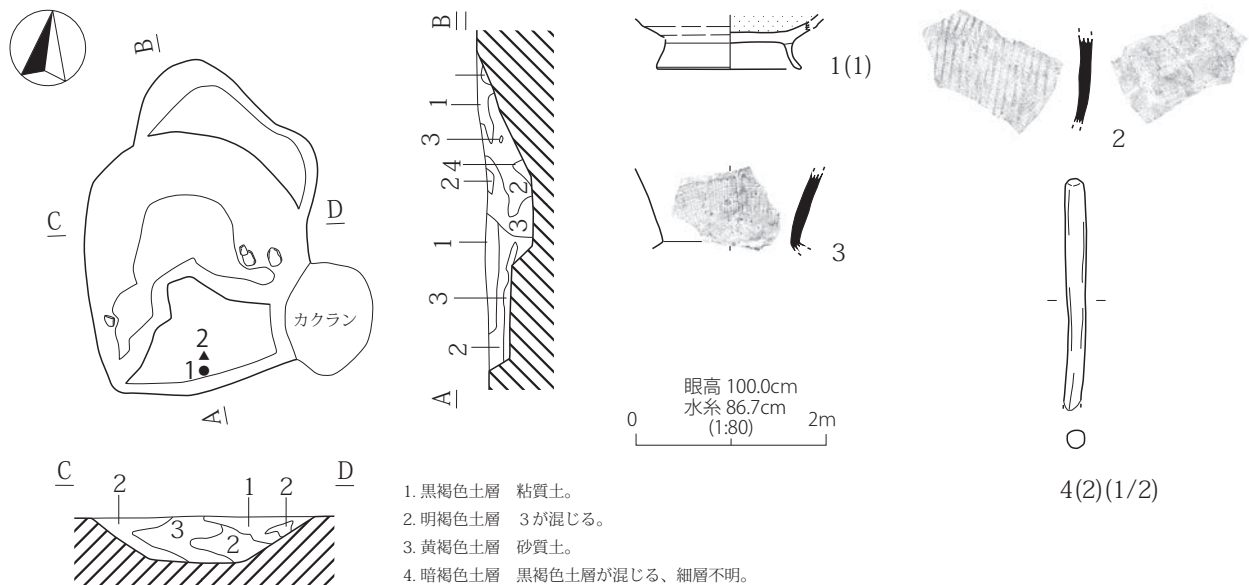 B
C
D
カクラン
2
1
A
B
1
3
4
2
2
3
1
3
2
A
1(1)
2
3
4(2)(1/2)
眼高 100.0cm
水糸 86.7cm
(1:80)
0
2m
C
2
1
2
D
3
2
1. 黒褐色土層 粘質土。
2. 明褐色土層 3が混じる。
3. 黄褐色土層 砂質土。
4. 暗褐色土層 黒褐色土層が混じる、細層不明。